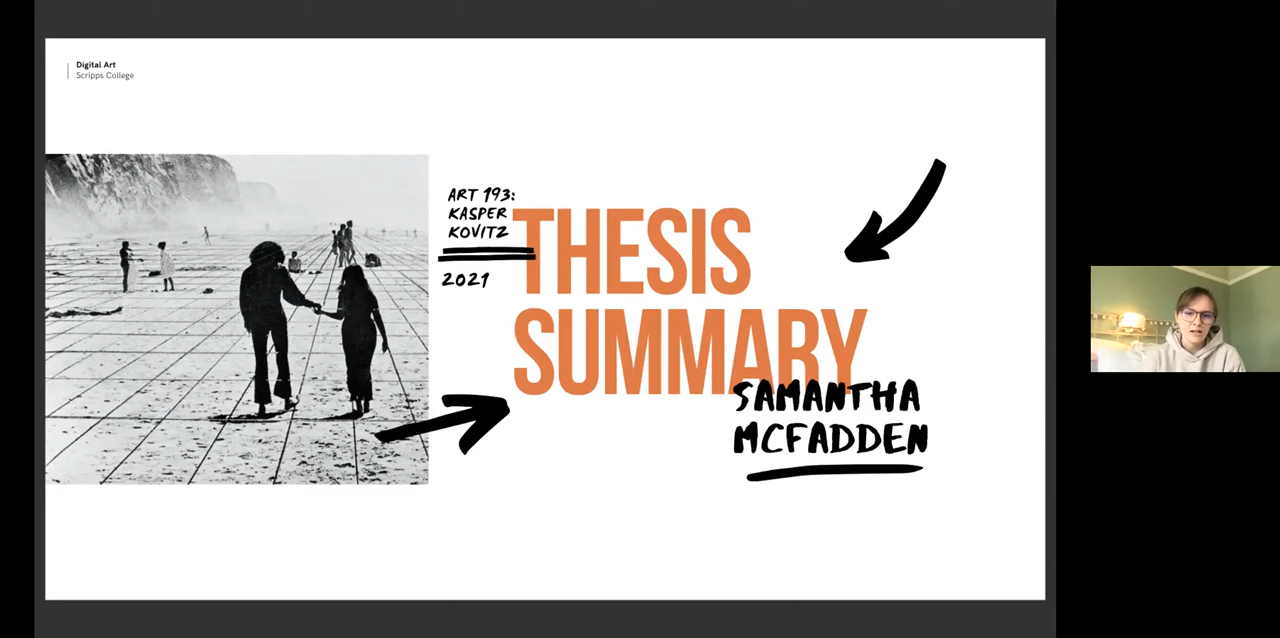 Digital Art
Scripps College
ART 193:
KASPER
KOVITZ
2021
THESIS
SUMMARY
SAMANTHA
MCFADDEN